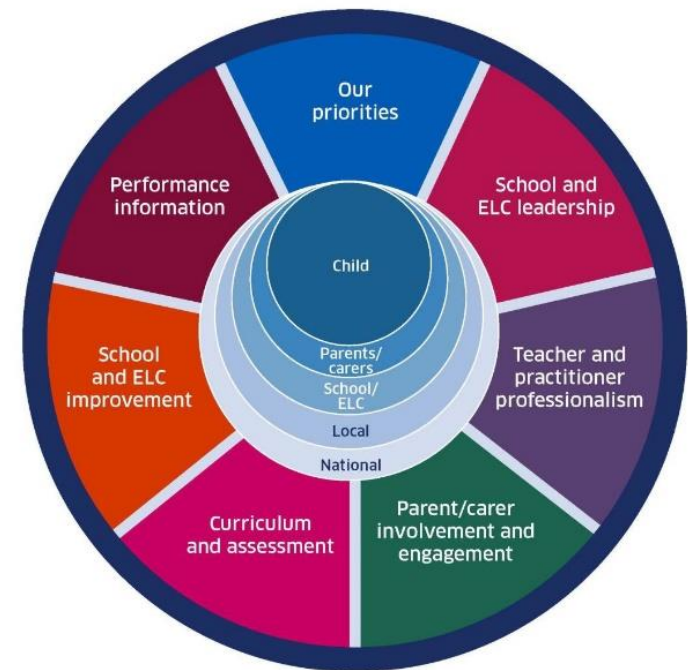 Our
priorities
School and
ELC leadership
Teacher and
practitioner
professionalism
Parent/carer
involvement and
engagement
Curriculum
and assessment
School
and ELC
improvement
Performance
information
Child
Parents/
carers
School/
ELC
Local
National